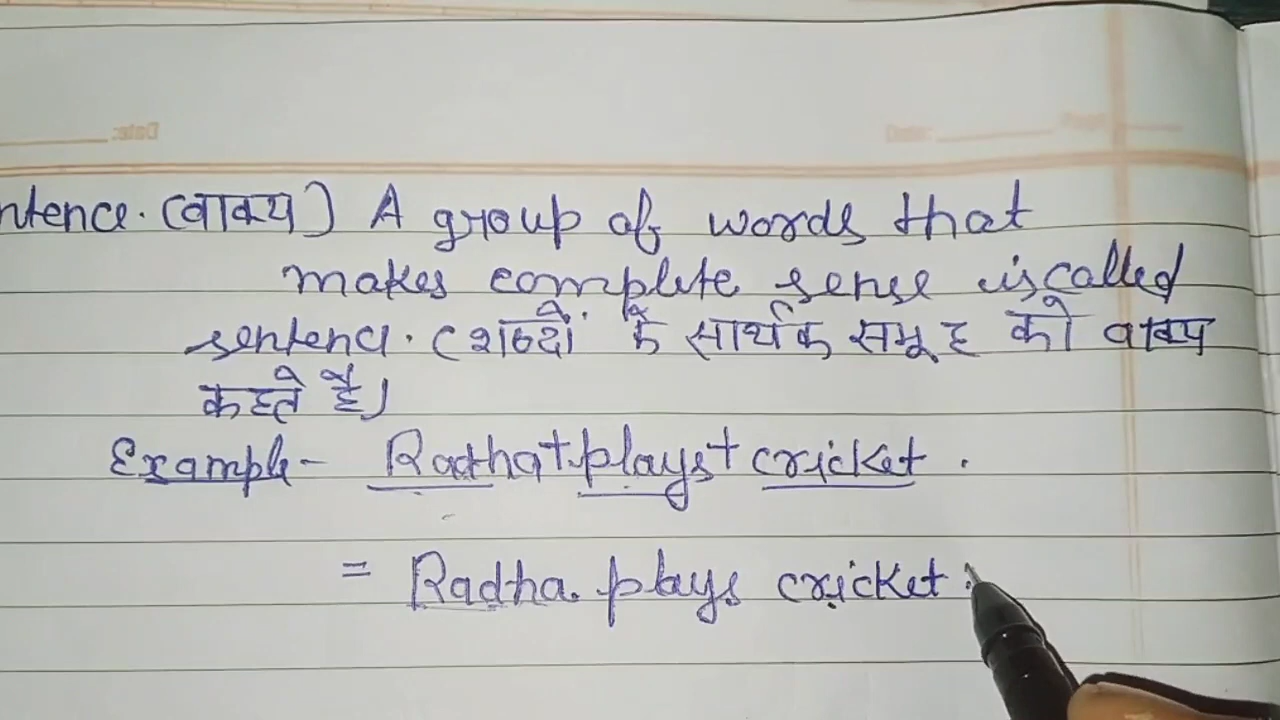 ntence. (वाक्य) A group of words that
makes complete sense is called
sentence. (शब्दों के सार्थक समूह को वाक्य
कहते है।
Example- Radha+plays+cricket.
= Radha. plays cricket.